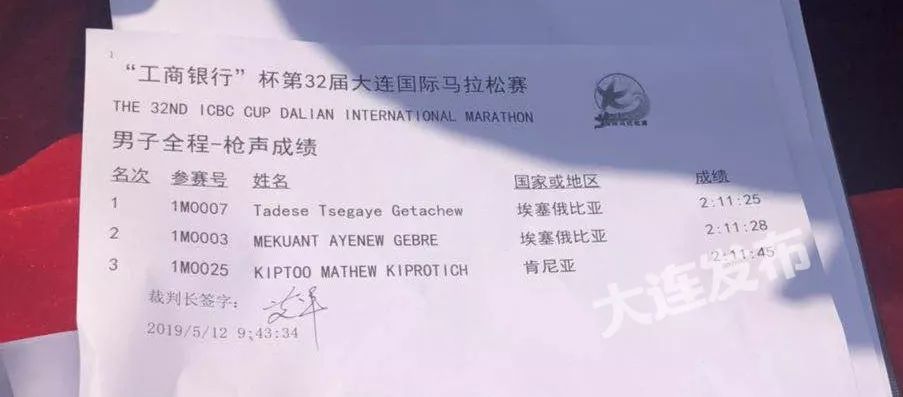 1
“工商银行”杯第32届大连国际马拉松赛
THE 32ND ICBC CUP DALIAN INTERNATIONAL MARATHON
男子全程-枪声成绩
名次 参赛号 姓名 国家或地区 成绩
1 1M0007 Tadese Tsegaye Getachew 埃塞俄比亚 2:11:25
2 1M0003 MEKUANT AYENEW GEBRE 埃塞俄比亚 2:11:28
3 1M0025 KIPTOO MATHEW KIPROTICH 肯尼亚 2:11:45
裁判长签字:
2019/5/12 9:43:34
大连发布